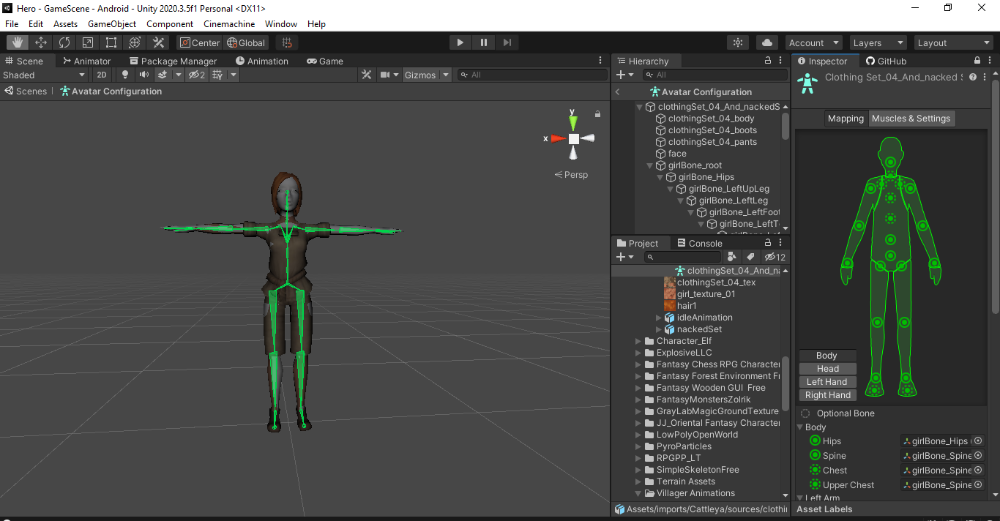 Hero - GameScene - Android - Unity 2020.3.5f1 Personal <DX11>
File Edit Assets GameObject Component Cinemachine Window Help
Center Global Account Layers Layout
Scene Animator Package Manager Animation Game
Shaded 2D 2 Gizmos All
Scenes Avatar Configuration
y
x
Persp
Hierarchy
All
Avatar Configuration
clothingSet_04_And_nackedS
clothingSet_04_body
clothingSet_04_boots
clothingSet_04_pants
face
girlBone_root
girlBone_Hips
girlBone_LeftUpLeg
girlBone_LeftLeg
girlBone_LeftFoot
girlBone_LeftT
Project Console
12
clothingSet_04_And_na
clothingSet_04_tex
girl_texture_01
hair1
idleAnimation
nackedSet
Character_Elf
ExplosiveLLC
Fantasy Chess RPG Character
Fantasy Forest Environment Fr
Fantasy Wooden GUI Free
FantasyMonstersZolrik
GrayLabMagicGroundTexture
JJ_Oriental Fantasy Character
LowPolyOpenWorld
PyroParticles
RPGPP_LT
SimpleSkeletonFree
Terrain Assets
Villager Animations
Assets/imports/Cattleya/sources/clothi
Inspector GitHub
Clothing Set_04_And_nacked S
Mapping Muscles & Settings
Body
Head
Left Hand
Right Hand
Optional Bone
Body
Hips girlBone_Hips (
Spine girlBone_Spine
Chest girlBone_Spine
Upper Chest girlBone_Spine
Left Arm
Asset Labels